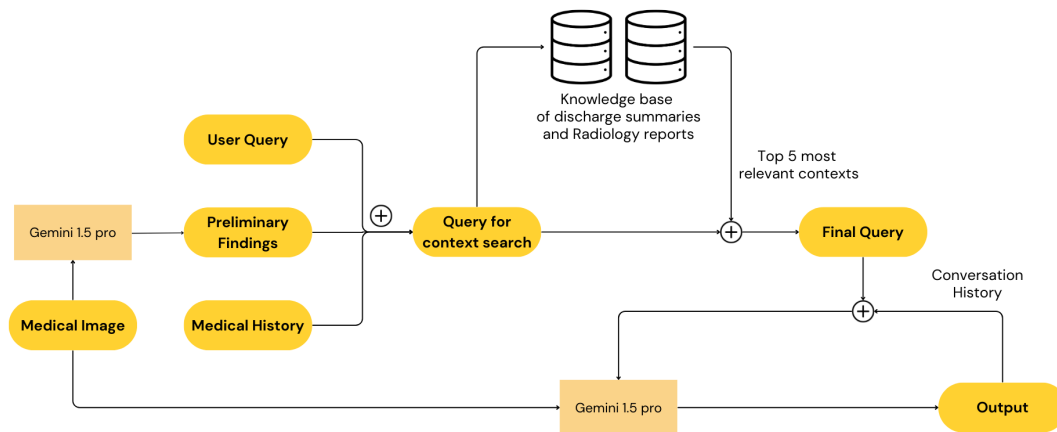 Knowledge base
of discharge summaries
and Radiology reports
User Query
Top 5 most
relevant contexts
Gemini 1.5 pro
Preliminary
Findings
Query for
context search
Final Query
Conversation
History
Medical Image
Medical History
Gemini 1.5 pro
Output